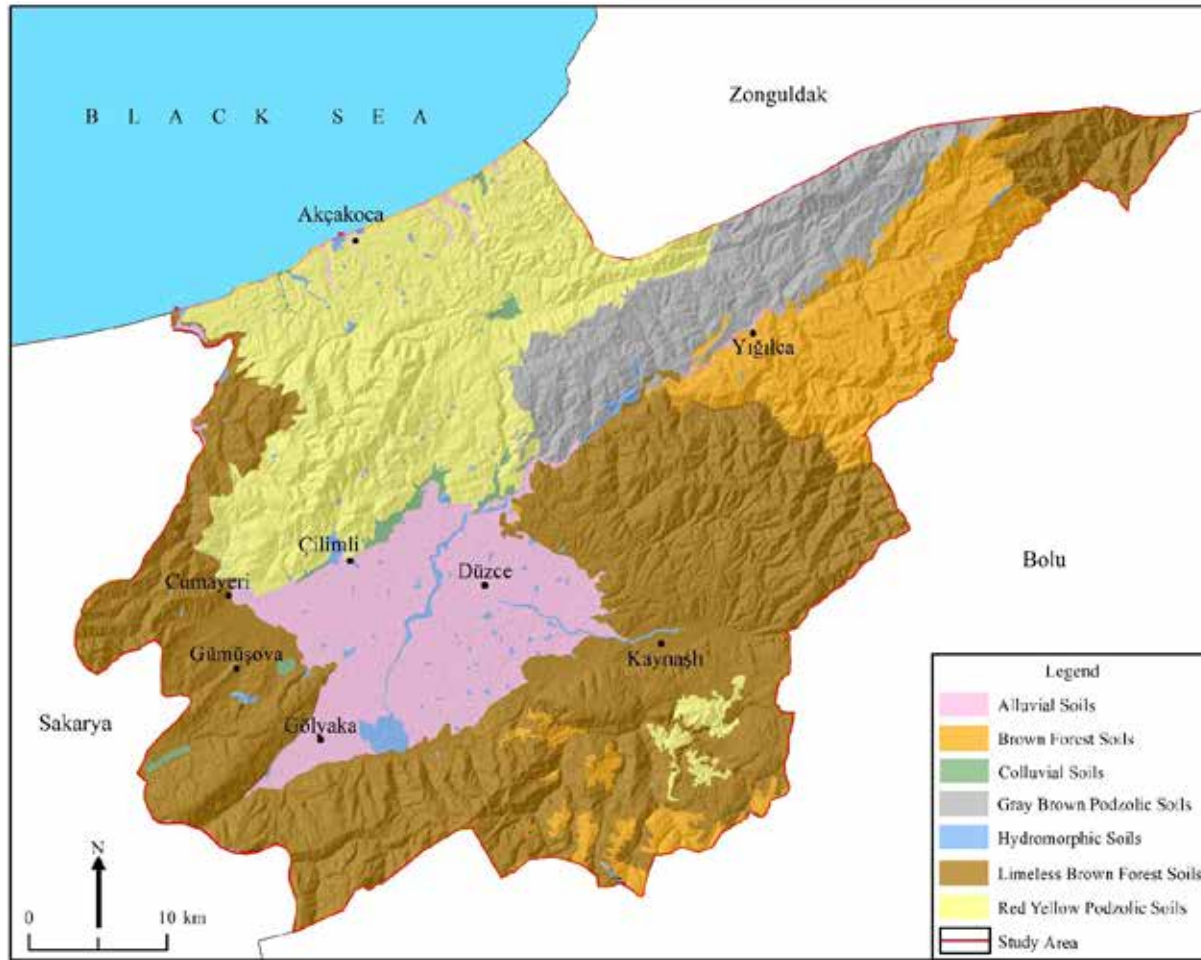 BLACK SEA
Zonguldak
Akçakoca
Yığılca
Çilimli
Düzce
Cumayeri
Bolu
Gümüşova
Kaynaşlı
Sakarya
Gölyaka
N
0 10 km
Legend
Alluvial Soils
Brown Forest Soils
Colluvial Soils
Gray Brown Podzolic Soils
Hydromorphic Soils
Limeless Brown Forest Soils
Red Yellow Podzolic Soils
Study Area